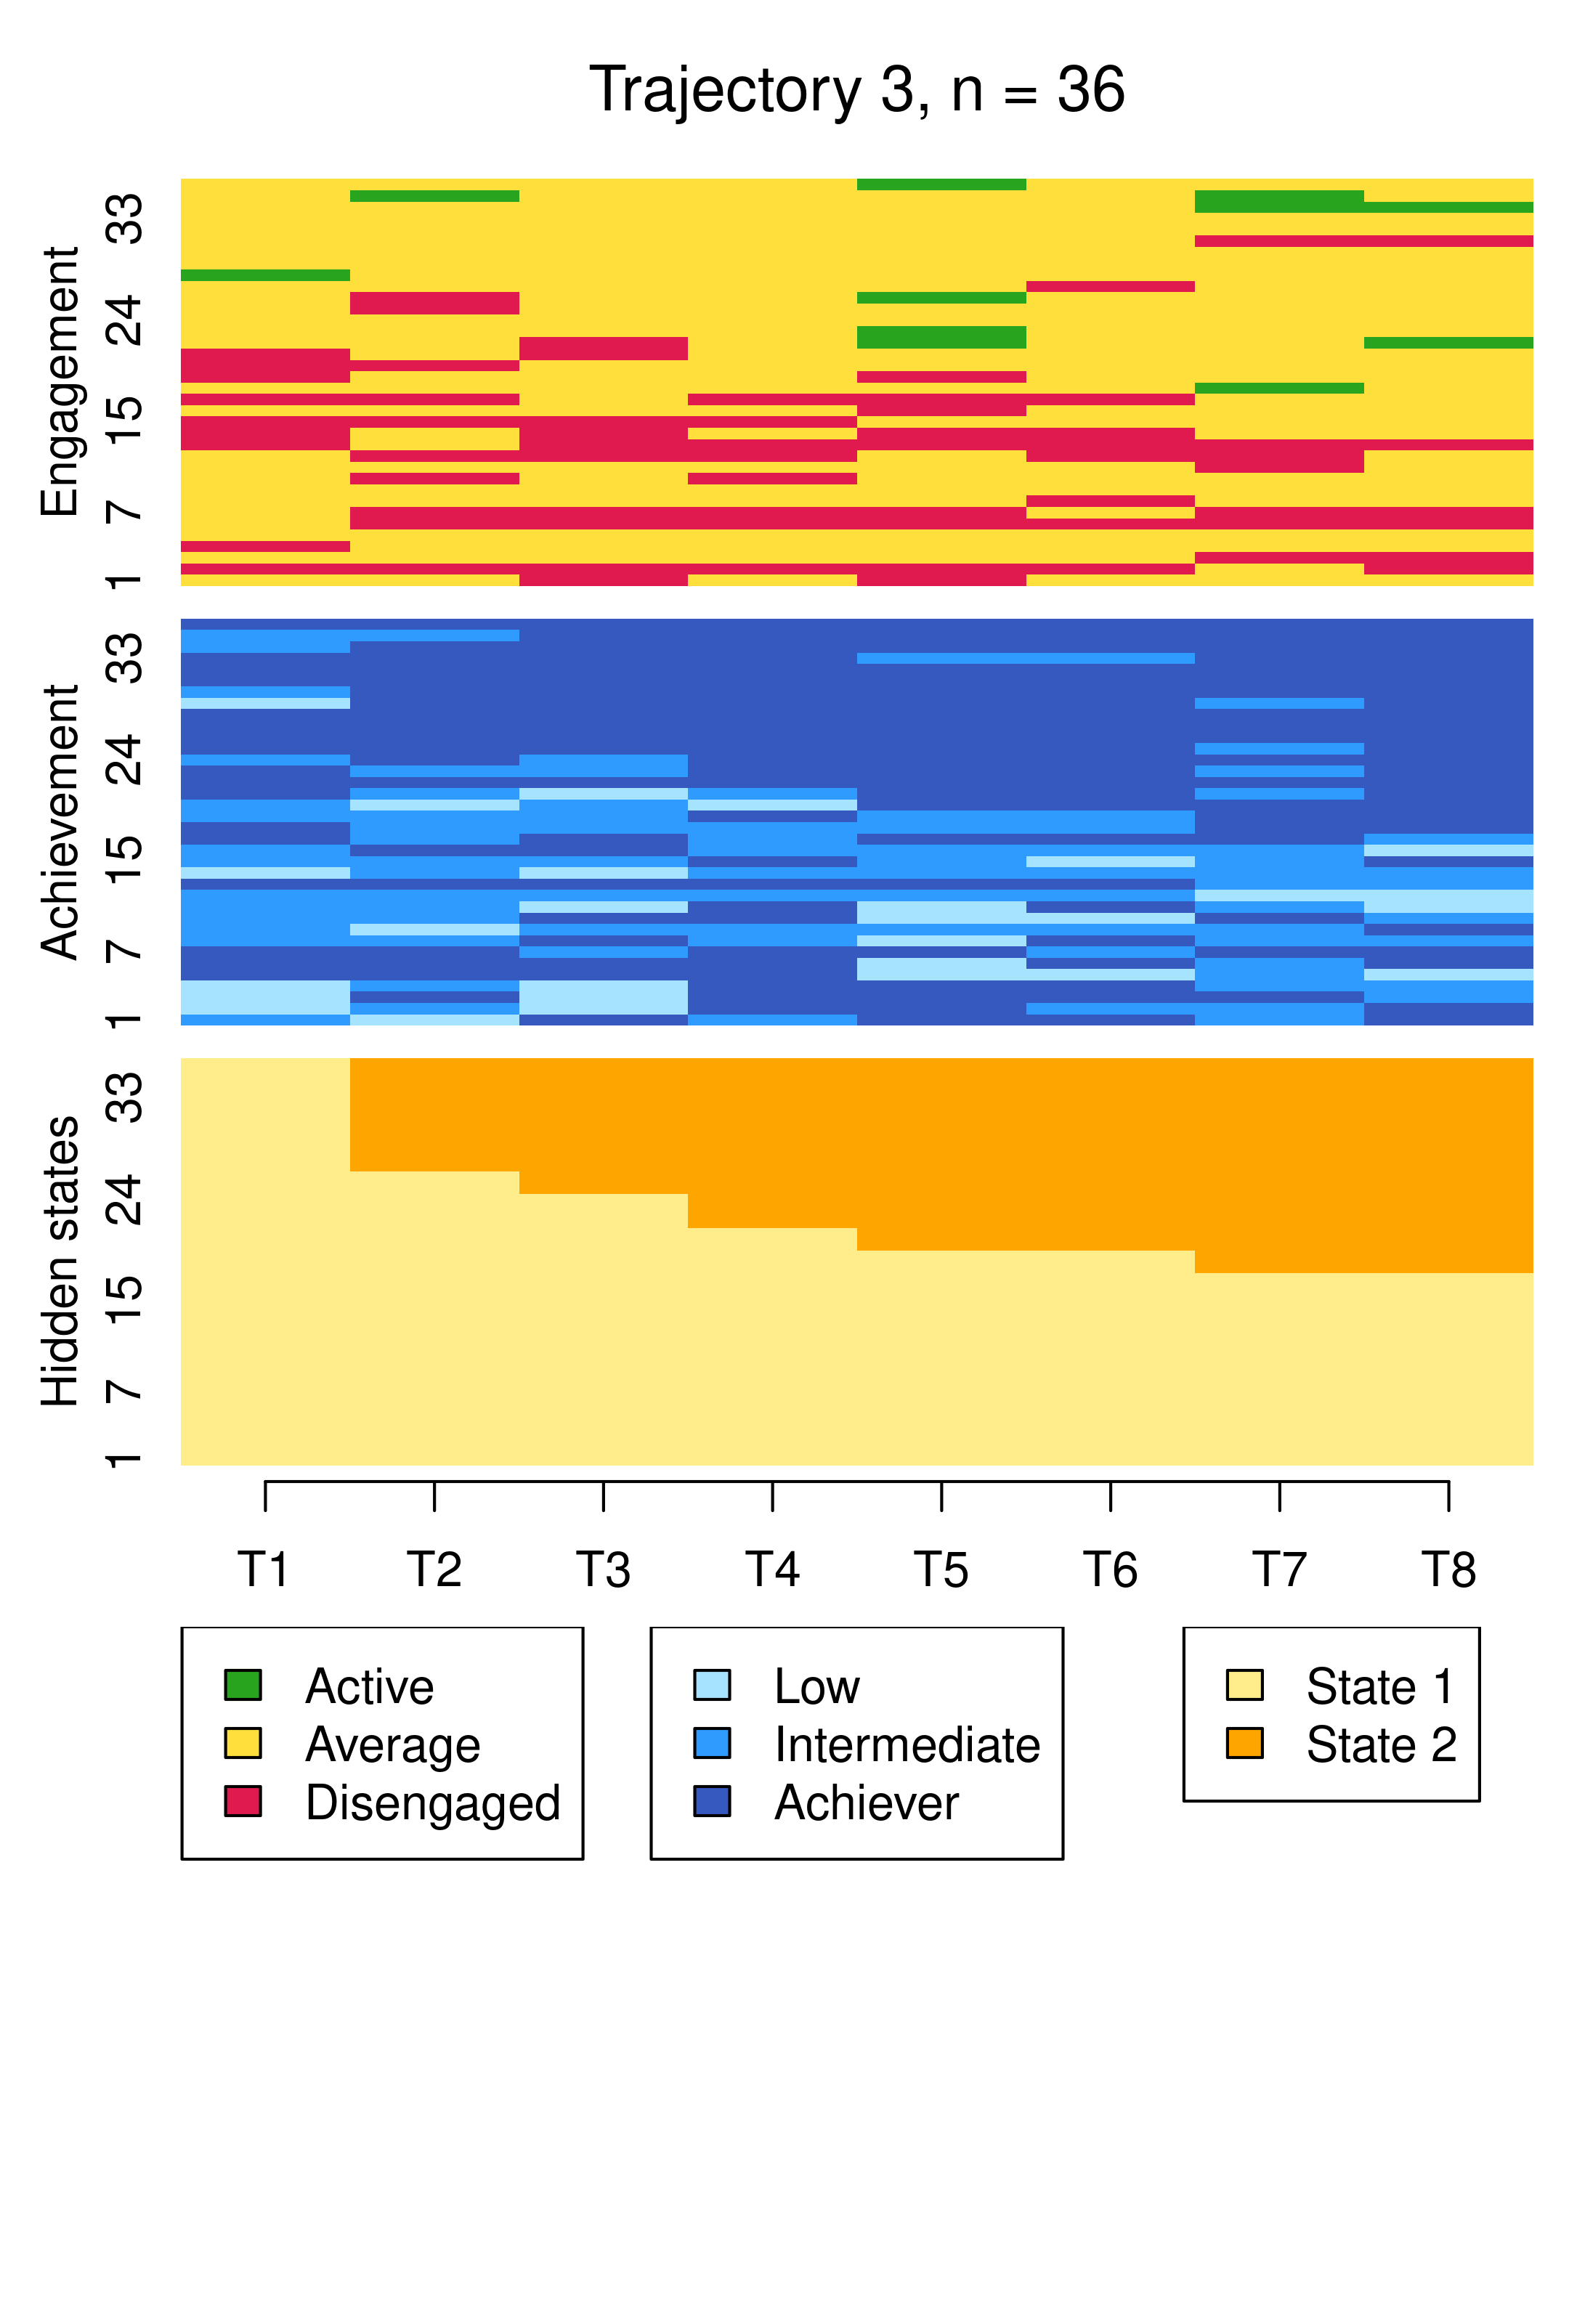 Trajectory 3, n = 36
Engagement
33
24
15
7
1
Achievement
33
24
15
7
1
Hidden states
33
24
15
7
1
T1 T2 T3 T4 T5 T6 T7 T8
Active
Average
Disengaged
Low
Intermediate
Achiever
State 1
State 2